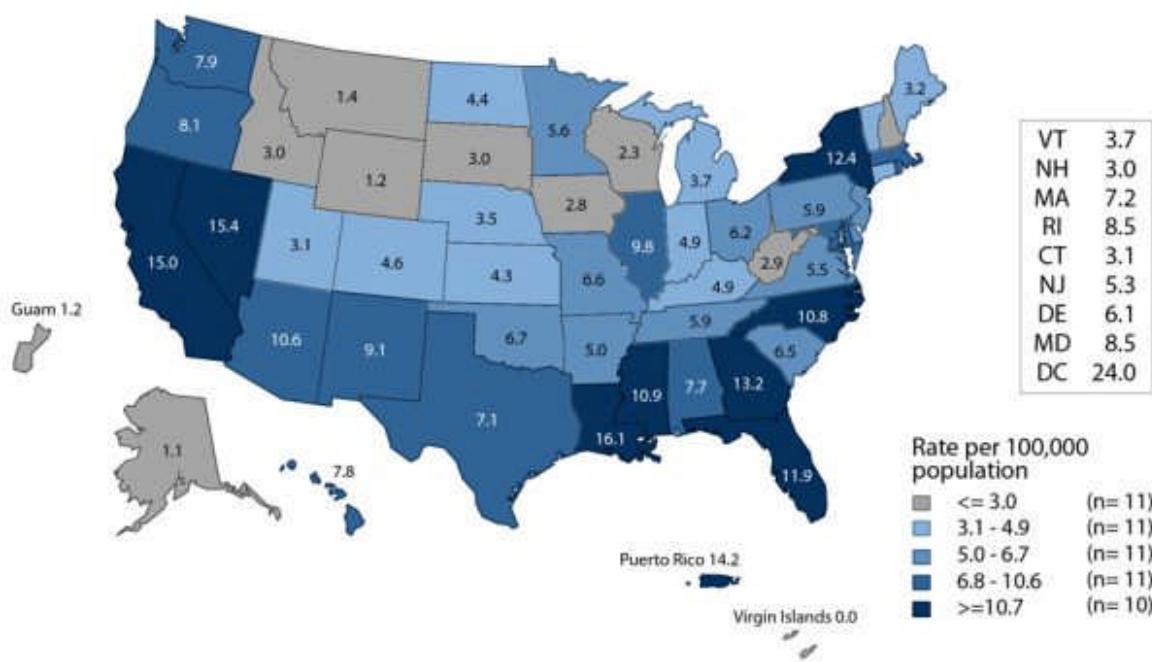 7.9
1.4
4.4
5.6
3.2
8.1
3.0
1.2
3.0
2.3
3.7
12.4
15.0
15.4
3.1
4.6
3.5
2.8
9.8
4.9
6.2
5.9
4.3
6.6
4.9
2.9
5.5
10.6
9.1
6.7
5.0
5.9
10.8
6.5
7.1
16.1
10.9
7.7
13.2
11.9
Guam 1.2
1.1
7.8
Puerto Rico 14.2
Virgin Islands 0.0
VT 3.7
NH 3.0
MA 7.2
RI 8.5
CT 3.1
NJ 5.3
DE 6.1
MD 8.5
DC 24.0
Rate per 100,000
population
<= 3.0 (n= 11)
3.1 - 4.9 (n= 11)
5.0 - 6.7 (n= 11)
6.8 - 10.6 (n= 11)
>=10.7 (n= 10)